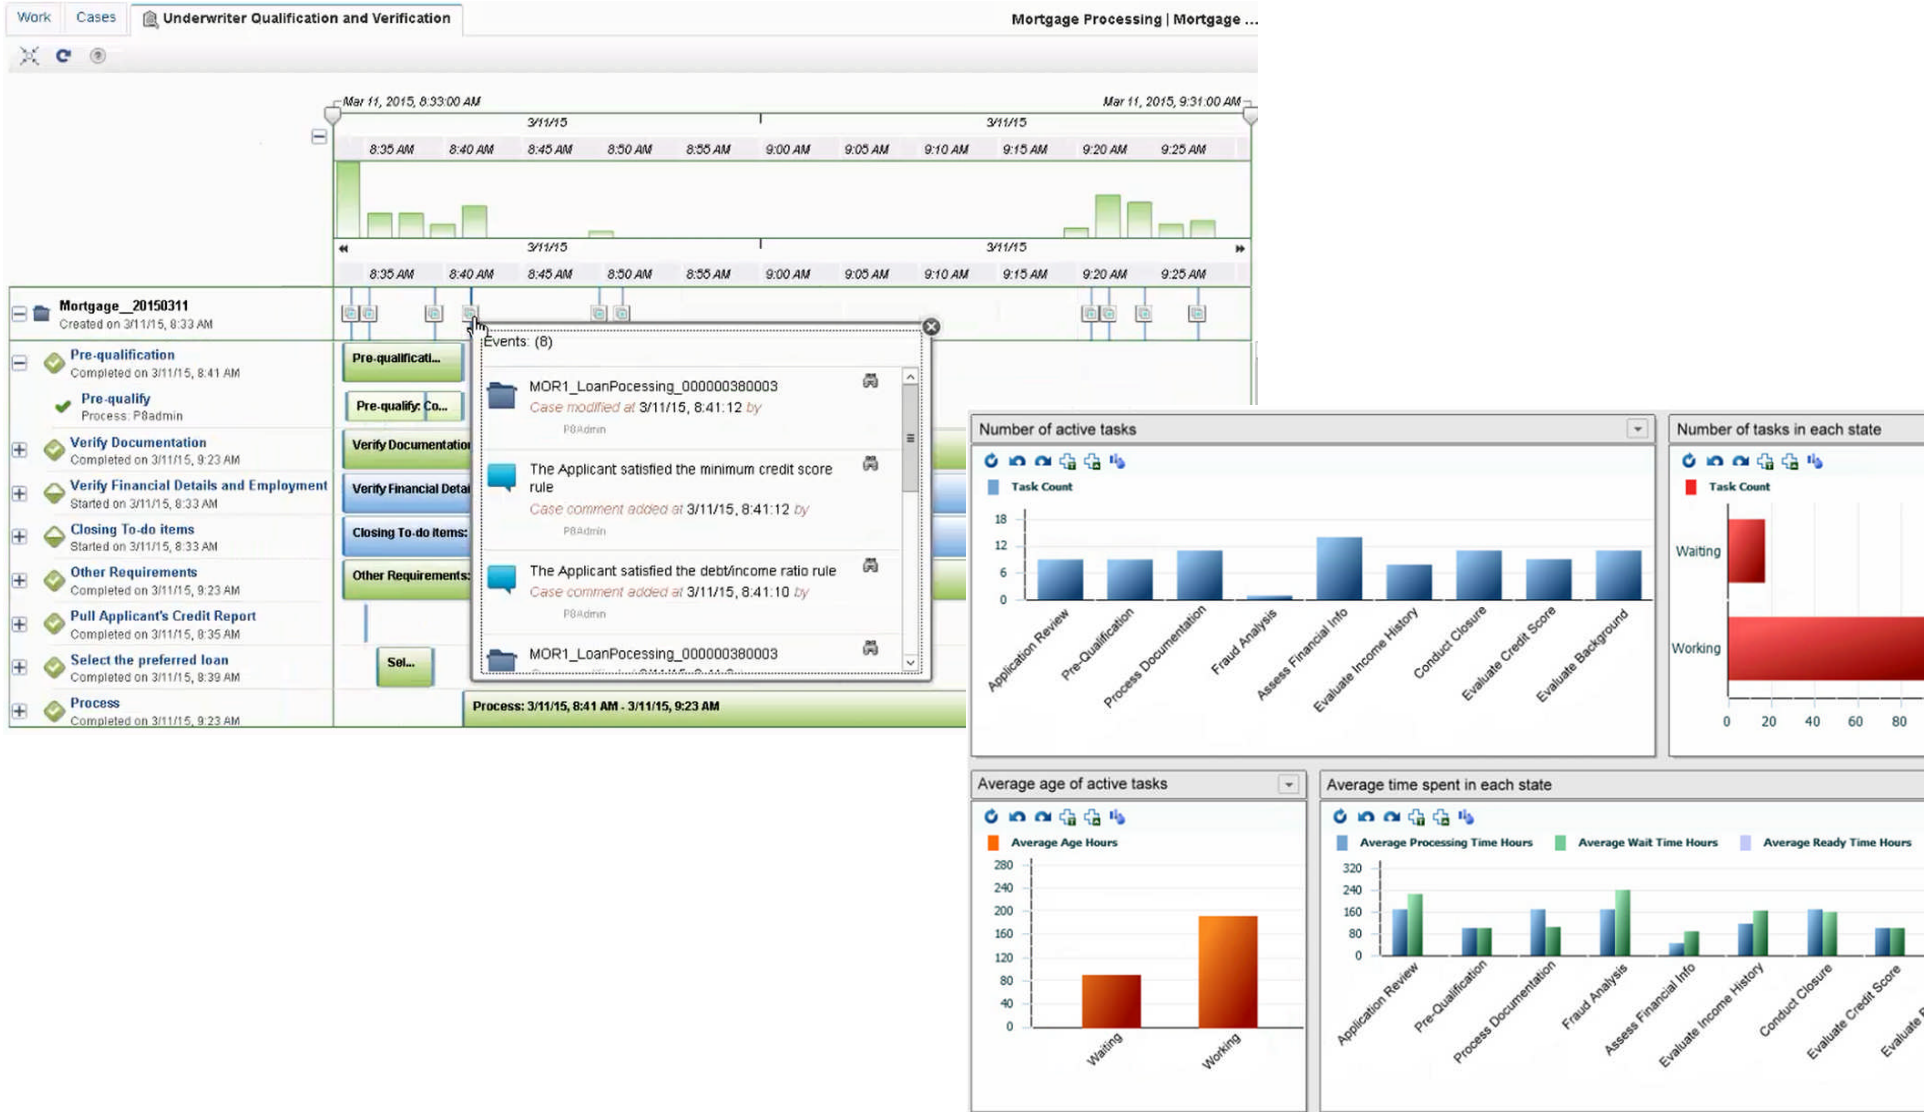 Work
Cases
Underwriter Qualification and Verification
Mortgage Processing | Mortgage ...
Mar 11, 2015, 8:33:00 AM
Mar 11, 2015, 9:31:00 AM
3/11/15
3/11/15
8:35 AM 8:40 AM 8:45 AM 8:50 AM 8:55 AM 9:00 AM 9:05 AM 9:10 AM 9:15 AM 9:20 AM 9:25 AM
3/11/15
3/11/15
8:35 AM 8:40 AM 8:45 AM 8:50 AM 8:55 AM 9:00 AM 9:05 AM 9:10 AM 9:15 AM 9:20 AM 9:25 AM
Mortgage__20150311
Created on 3/11/15, 8:33 AM
Pre-qualification
Completed on 3/11/15, 8:41 AM
Pre-qualificati...
Pre-qualify
Process: P8admin
Pre-qualify: Co...
Verify Documentation
Completed on 3/11/15, 9:23 AM
Verify Documentatio
Verify Financial Details and Employment
Started on 3/11/15, 8:33 AM
Verify Financial Detai
Closing To-do items
Started on 3/11/15, 8:33 AM
Closing To-do items:
Other Requirements
Completed on 3/11/15, 9:23 AM
Other Requirements:
Pull Applicant's Credit Report
Completed on 3/11/15, 8:35 AM
Select the preferred loan
Completed on 3/11/15, 8:39 AM
Sel...
Process
Completed on 3/11/15, 9:23 AM
Process: 3/11/15, 8:41 AM - 3/11/15, 9:23 AM
Events: (8)
MOR1_LoanPocessing_000000380003
Case modified at 3/11/15, 8:41:12 by
P8Admin
The Applicant satisfied the minimum credit score
rule
Case comment added at 3/11/15, 8:41:12 by
P8Admin
The Applicant satisfied the debt/income ratio rule
Case comment added at 3/11/15, 8:41:10 by
P8Admin
MOR1_LoanPocessing_000000380003
Number of active tasks
Task Count
18
12
6
0
Application Review
Pre-Qualification
Process Documentation
Fraud Analysis
Assess Financial Info
Evaluate Income History
Conduct Closure
Evaluate Credit Score
Evaluate Background
Number of tasks in each state
Task Count
Waiting
Working
0 20 40 60 80
Average age of active tasks
Average Age Hours
280
240
200
160
120
80
40
0
Waiting
Working
Average time spent in each state
Average Processing Time Hours Average Wait Time Hours Average Ready Time Hours
320
240
160
80
0
Application Review
Pre-Qualification
Process Documentation
Fraud Analysis
Assess Financial Info
Evaluate Income History
Conduct Closure
Evaluate Credit Score
Evaluate